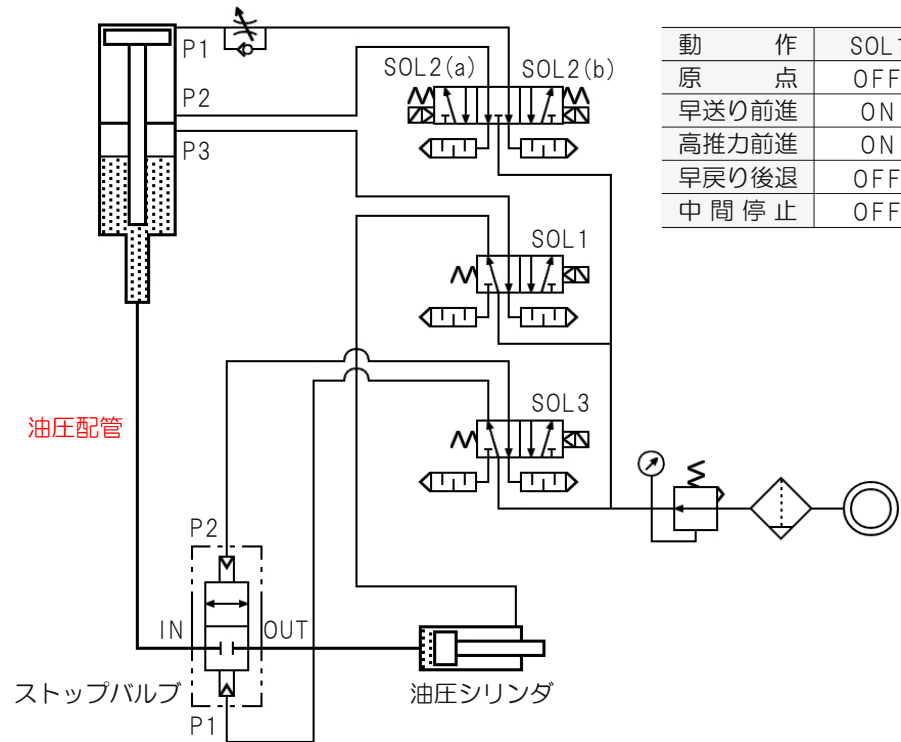 P1
P2
P3
SOL2(a)
SOL2(b)
動作 SOL1
原点 OFF
早送り前進 ON
高推力前進 ON
早戻り後退 OFF
中間停止 OFF
SOL1
SOL3
油圧配管
P2
IN
OUT
ストップバルブ
P1
油圧シリンダ